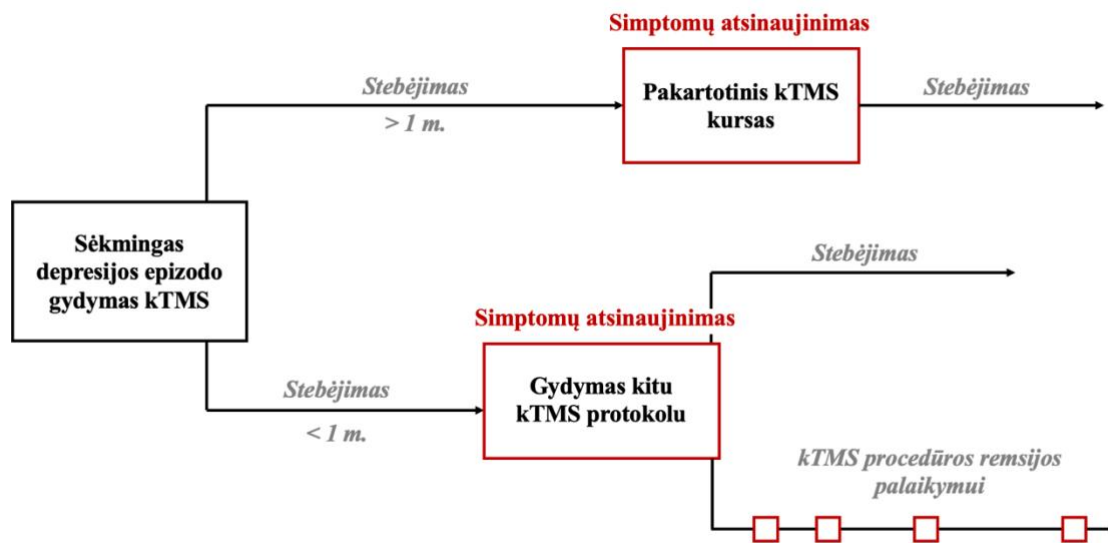 Simptomų atsinaujinimas
Stebėjimas
> 1 m.
Pakartotinis kTMS
kursas
Stebėjimas
Sėkmingas
depresijos epizodo
gydymas kTMS
Stebėjimas
Simptomų atsinaujinimas
Stebėjimas
< 1 m.
Gydymas kitu
kTMS protokolu
kTMS procedūros remsijos
palaikymui